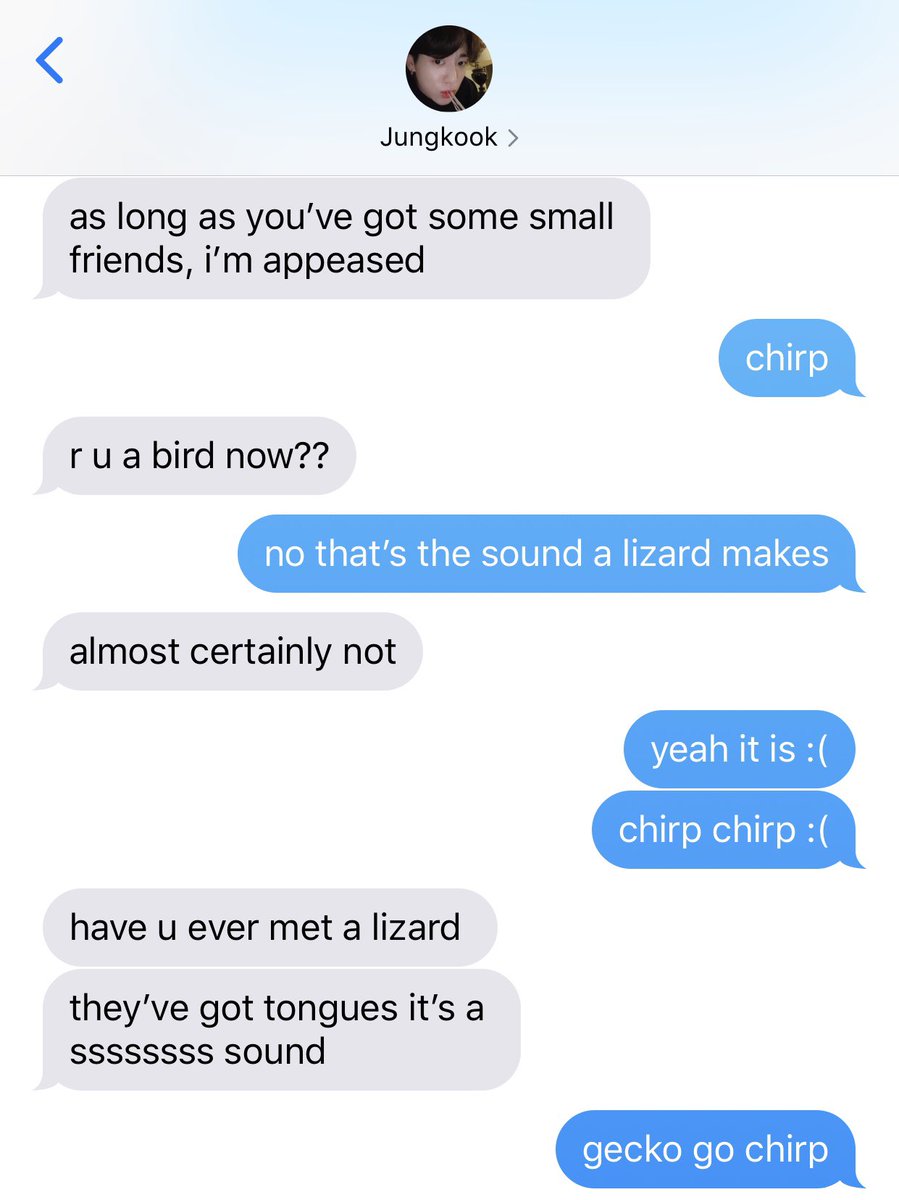 Jungkook
as long as you’ve got some small
friends, i’m appeased
chirp
r u a bird now??
no that’s the sound a lizard makes
almost certainly not
yeah it is :(
chirp chirp :(
have u ever met a lizard
they’ve got tongues it’s a
ssssssss sound
gecko go chirp